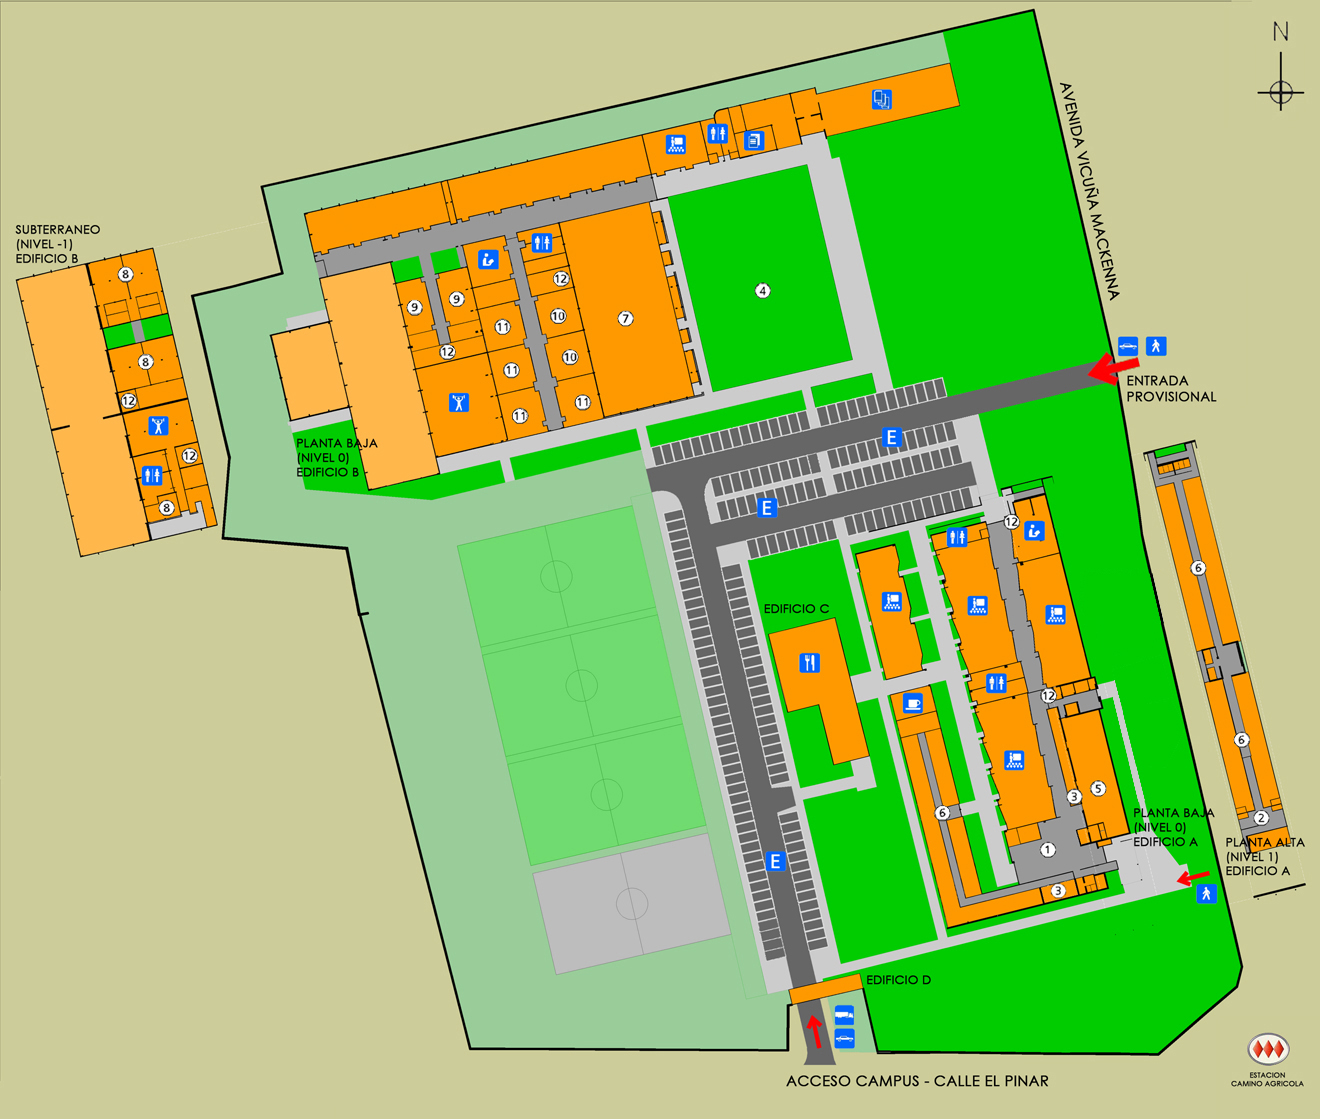 N
AVENIDA VICUÑA MACKENNA
SUBTERRANEO
(NIVEL -1)
EDIFICIO B
8
8
12
12
8
4
9
9
12
11
11
11
12
10
10
11
7
PLANTA BAJA
(NIVEL 0)
EDIFICIO B
ENTRADA
PROVISIONAL
E
E
E
12
12
6
6
2
EDIFICIO C
6
3
5
1
3
PLANTA BAJA
(NIVEL 0)
EDIFICIO A
PLANTA ALTA
(NIVEL 1)
EDIFICIO A
EDIFICIO D
ACCESO CAMPUS - CALLE EL PINAR
ESTACION
CAMINO AGRICOLA